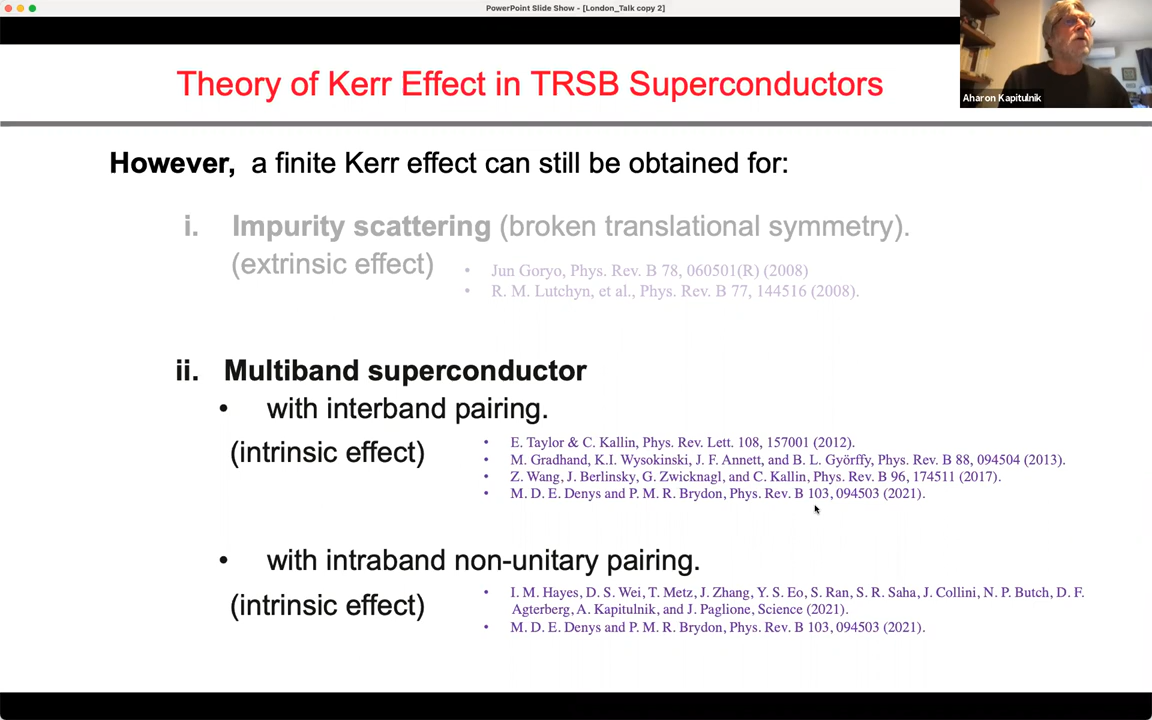 PowerPoint Slide Show - [London_Talk copy 2]
Aharon Kapitulnik
Theory of Kerr Effect in TRSB Superconductors
However, a finite Kerr effect can still be obtained for:
i. Impurity scattering (broken translational symmetry).
(extrinsic effect)
• Jun Goryo, Phys. Rev. B 78, 060501(R) (2008)
• R. M. Lutchyn, et al., Phys. Rev. B 77, 144516 (2008).
ii. Multiband superconductor
• with interband pairing.
(intrinsic effect)
• E. Taylor & C. Kallin, Phys. Rev. Lett. 108, 157001 (2012).
• M. Gradhand, K.I. Wysokinski, J. F. Annett, and B. L. Györffy, Phys. Rev. B 88, 094504 (2013).
• Z. Wang, J. Berlinsky, G. Zwicknagl, and C. Kallin, Phys. Rev. B 96, 174511 (2017).
• M. D. E. Denys and P. M. R. Brydon, Phys. Rev. B 103, 094503 (2021).
• with intraband non-unitary pairing.
(intrinsic effect)
• I. M. Hayes, D. S. Wei, T. Metz, J. Zhang, Y. S. Eo, S. Ran, S. R. Saha, J. Collini, N. P. Butch, D. F.
Agterberg, A. Kapitulnik, and J. Paglione, Science (2021).
• M. D. E. Denys and P. M. R. Brydon, Phys. Rev. B 103, 094503 (2021).